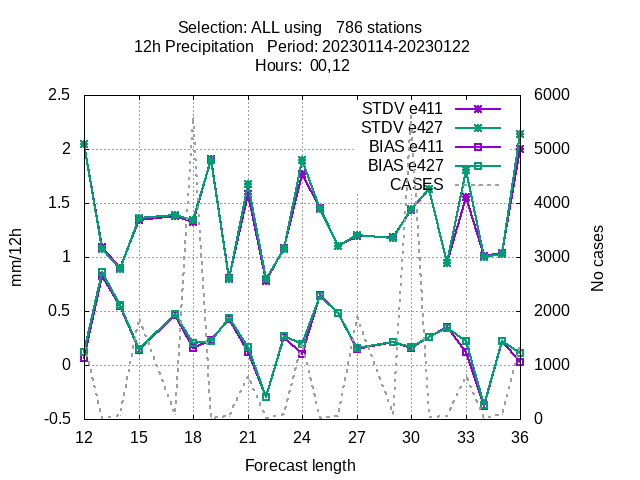 Selection: ALL using   786 stations
12h Precipitation   Period: 20230114-20230122
Hours:  00,12
2.5
2
1.5
1
0.5
0
-0.5
mm/12h
6000
5000
4000
3000
2000
1000
0
No cases
STDV e411
STDV e427
BIAS e411
BIAS e427
CASES
12 15 18 21 24 27 30 33 36
Forecast length